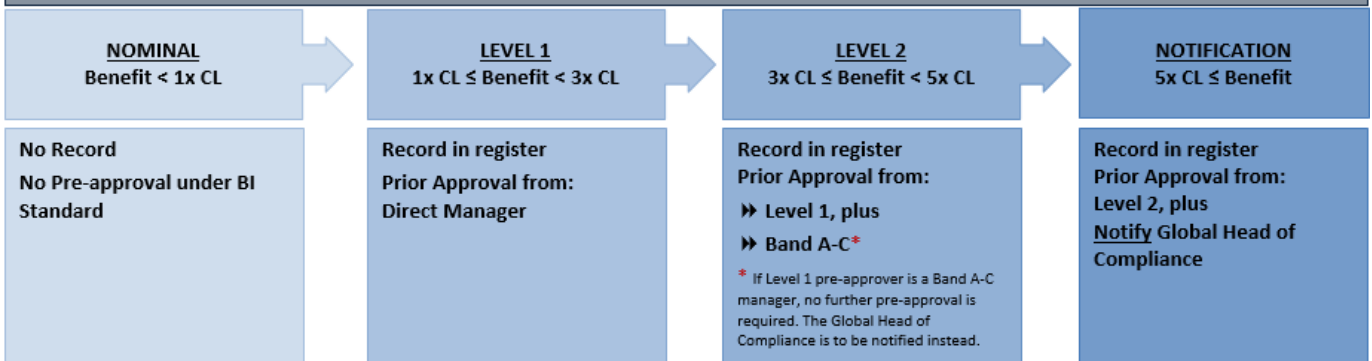 NOMINAL
Benefit < 1x CL
LEVEL 1
1x CL ≤ Benefit < 3x CL
LEVEL 2
3x CL ≤ Benefit < 5x CL
NOTIFICATION
5x CL ≤ Benefit
No Record
No Pre-approval under BI
Standard
Record in register
Prior Approval from:
Direct Manager
Record in register
Prior Approval from:
Level 1, plus
Band A-C*
* If Level 1 pre-approver is a Band A-C
manager, no further pre-approval is
required. The Global Head of
Compliance is to be notified instead.
Record in register
Prior Approval from:
Level 2, plus
Notify Global Head of
Compliance